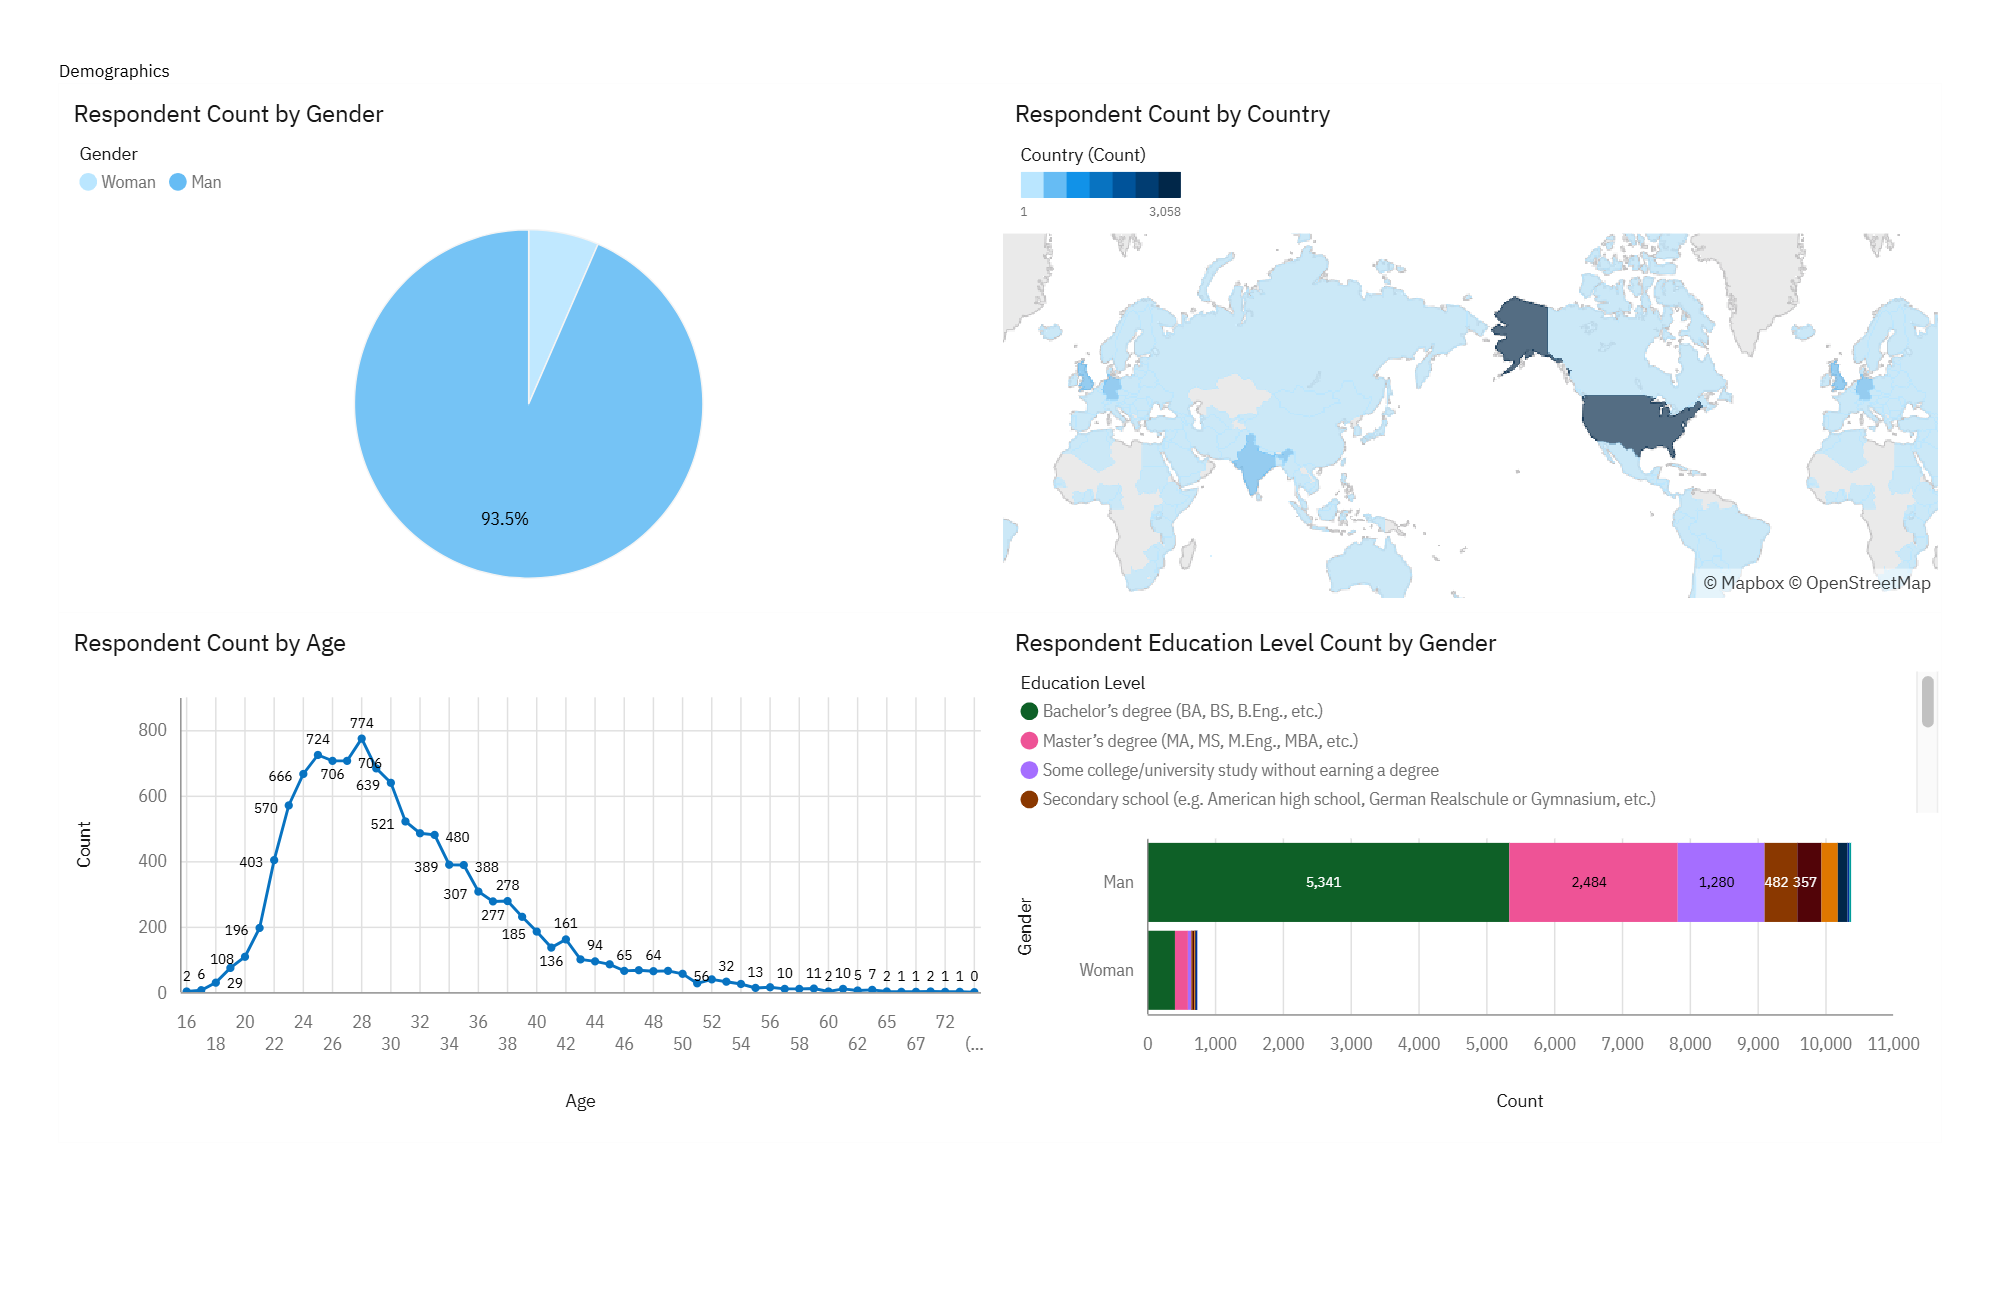 Demographics
Respondent Count by Gender
Gender
Woman Man
93.5%
Respondent Count by Country
Country (Count)
1 3,058
© Mapbox © OpenStreetMap
Respondent Count by Age
Count
800
600
400
200
0
2 6 29 108 196 403 570 666 724 706 774 706 639 521 480 389 388 307 277 278 185 136 161 94 65 64 56 32 13 10 11 2 10 5 7 2 1 1 2 1 1 0
16 20 24 28 32 36 40 44 48 52 56 60 65 72
18 22 26 30 34 38 42 46 50 54 58 62 67 (...
Age
Respondent Education Level Count by Gender
Education Level
Bachelor’s degree (BA, BS, B.Eng., etc.)
Master’s degree (MA, MS, M.Eng., MBA, etc.)
Some college/university study without earning a degree
Secondary school (e.g. American high school, German Realschule or Gymnasium, etc.)
Gender
Man 5,341 2,484 1,280 482 357
Woman
0 1,000 2,000 3,000 4,000 5,000 6,000 7,000 8,000 9,000 10,000 11,000
Count